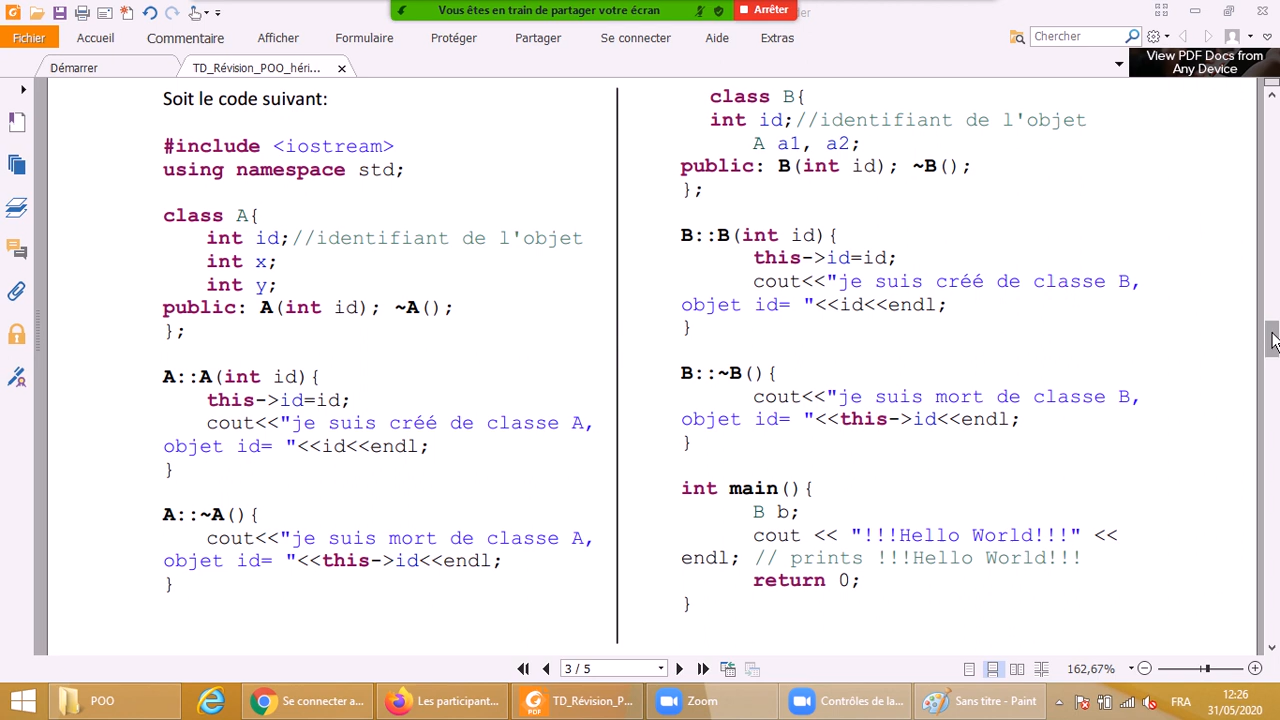 Vous êtes en train de partager votre écran
Arrêter
Fichier
Accueil
Commentaire
Afficher
Formulaire
Protéger
Partager
Se connecter
Aide
Extras
Chercher
Démarrer
TD_Révision_POO_héri...
View PDF Docs from
Any Device
Soit le code suivant:
#include <iostream>
using namespace std;
class A{
int id;//identifiant de l'objet
int x;
int y;
public: A(int id); ~A();
};
A::A(int id){
this->id=id;
cout<<"je suis créé de classe A,
objet id= "<<id<<endl;
}
A::~A(){
cout<<"je suis mort de classe A,
objet id= "<<this->id<<endl;
}
class B{
int id;//identifiant de l'objet
A a1, a2;
public: B(int id); ~B();
};
B::B(int id){
this->id=id;
cout<<"je suis créé de classe B,
objet id= "<<id<<endl;
}
B::~B(){
cout<<"je suis mort de classe B,
objet id= "<<this->id<<endl;
}
int main(){
B b;
cout << "!!!Hello World!!!" <<
endl; // prints !!!Hello World!!!
return 0;
}
3 / 5
162,67%
POO
Se connecter a...
Les participant...
TD_Révision_P...
Zoom
Contrôles de la...
Sans titre - Paint
FRA
12:26
31/05/2020